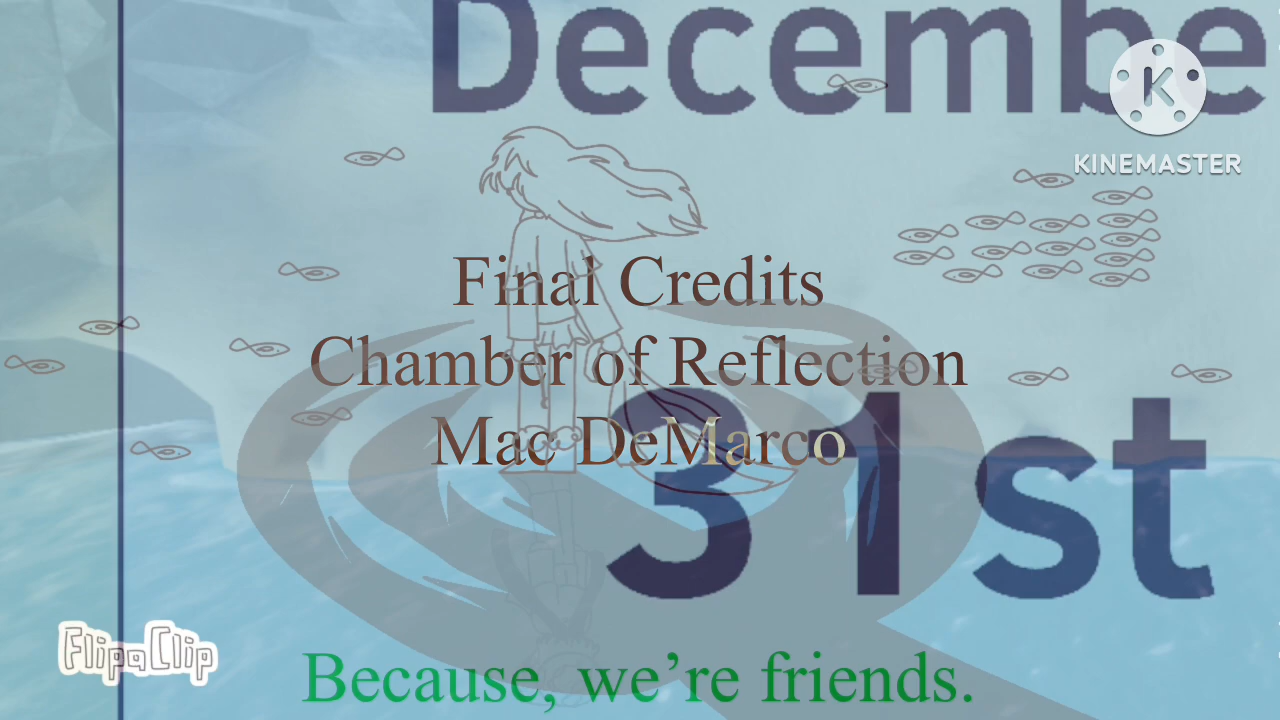 Decembe
KINEMASTER
Final Credits
Chamber of Reflection
Mac DeMarco
31st
FlipaClip
Because, we’re friends.